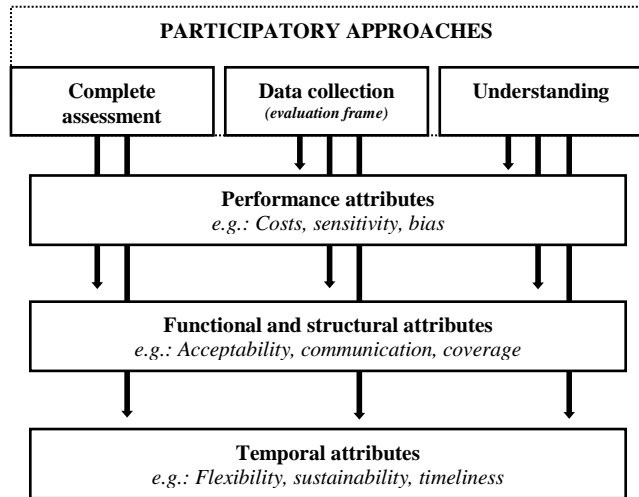 PARTICIPATORY APPROACHES
Complete
assessment
Data collection
(evaluation frame)
Understanding
Performance attributes
e.g.: Costs, sensitivity, bias
Functional and structural attributes
e.g.: Acceptability, communication, coverage
Temporal attributes
e.g.: Flexibility, sustainability, timeliness